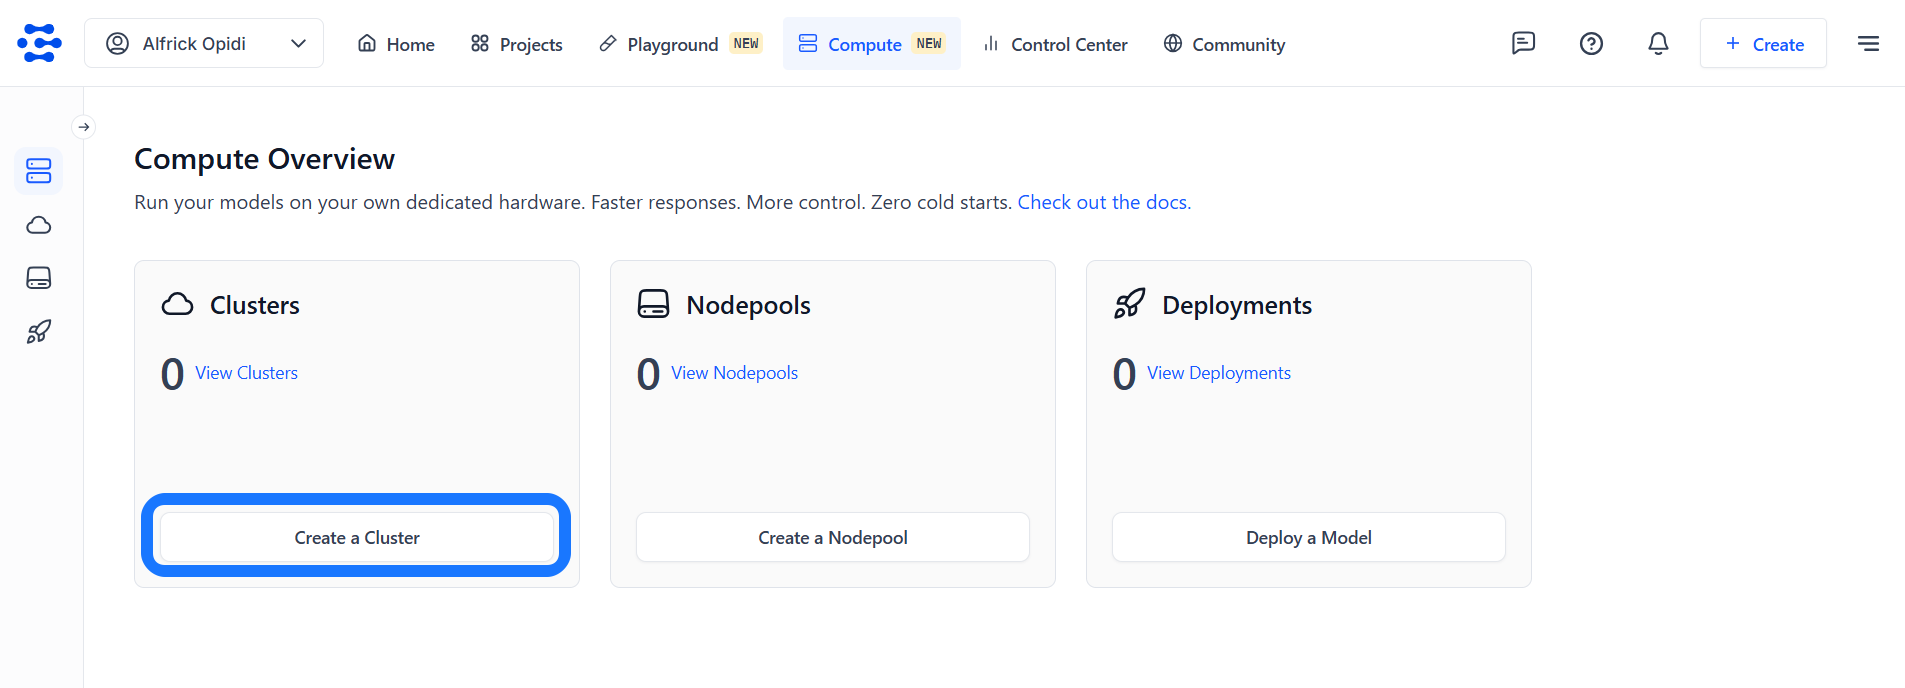 Alfrick Opidi Home Projects Playground NEW Compute NEW Control Center Community + Create
Compute Overview
Run your models on your own dedicated hardware. Faster responses. More control. Zero cold starts. Check out the docs.
Clusters
0 View Clusters
Create a Cluster
Nodepools
0 View Nodepools
Create a Nodepool
Deployments
0 View Deployments
Deploy a Model